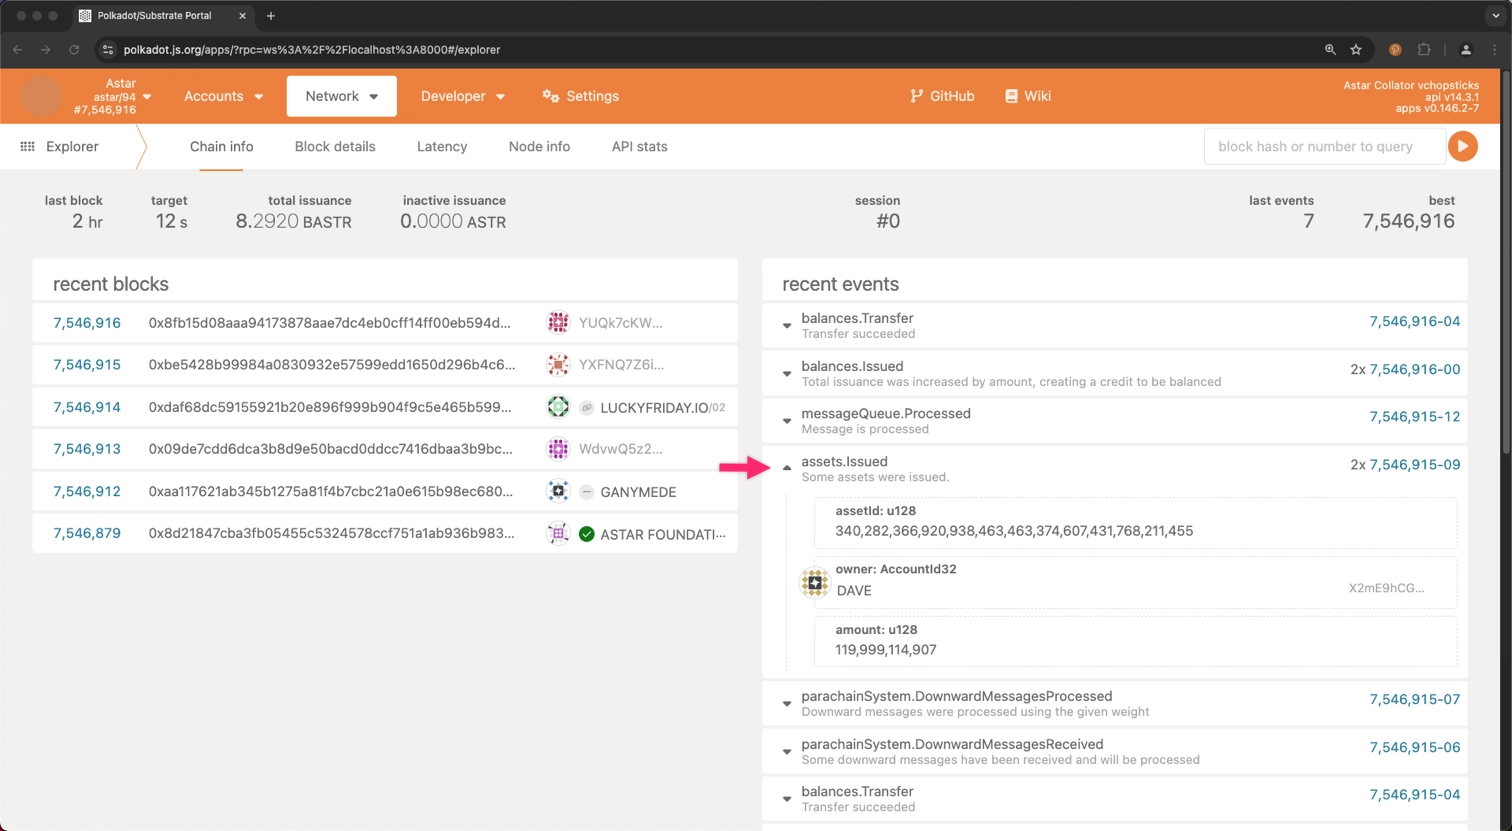 Polkadot/Substrate Portal
polkadot.js.org/apps/?rpc=ws%3A%2F%2Flocalhost%3A8000#/explorer
Astar
astar/94
#7,546,916
Accounts
Network
Developer
Settings
GitHub
Wiki
Astar Collator vchopsticks
api v14.3.1
apps v0.146.2-7
Explorer
Chain info
Block details
Latency
Node info
API stats
block hash or number to query
last block
2 hr
target
12 s
total issuance
8.2920 BASTR
inactive issuance
0.0000 ASTR
session
#0
last events
7
best
7,546,916
recent blocks
7,546,916 0x8fb15d08aaa94173878aae7dc4eb0cff14ff00eb594d... YUQk7cKW...
7,546,915 0xbe5428b99984a0830932e57599edd1650d296b4c6... YXFNQ7Z6i...
7,546,914 0xdaf68dc59155921b20e896f999b904f9c5e465b599... LUCKYFRIDAY.IO/02
7,546,913 0x09de7cdd6dca3b8d9e50bacd0ddcc7416dbaa3b9bc... WdvwQ5z2...
7,546,912 0xaa117621ab345b1275a81f4b7cbc21a0e615b98ec680... GANYMEDE
7,546,879 0x8d21847cba3fb05455c5324578ccf751a1ab936b983... ASTAR FOUNDATI...
recent events
balances.Transfer 7,546,916-04
Transfer succeeded
balances.Issued 2x 7,546,916-00
Total issuance was increased by amount, creating a credit to be balanced
messageQueue.Processed 7,546,915-12
Message is processed
assets.Issued 2x 7,546,915-09
Some assets were issued.
assetId: u128
340,282,366,920,938,463,463,374,607,431,768,211,455
owner: AccountId32
DAVE X2mE9hCG...
amount: u128
119,999,114,907
parachainSystem.DownwardMessagesProcessed 7,546,915-07
Downward messages were processed using the given weight
parachainSystem.DownwardMessagesReceived 7,546,915-06
Some downward messages have been received and will be processed
balances.Transfer 7,546,915-04
Transfer succeeded